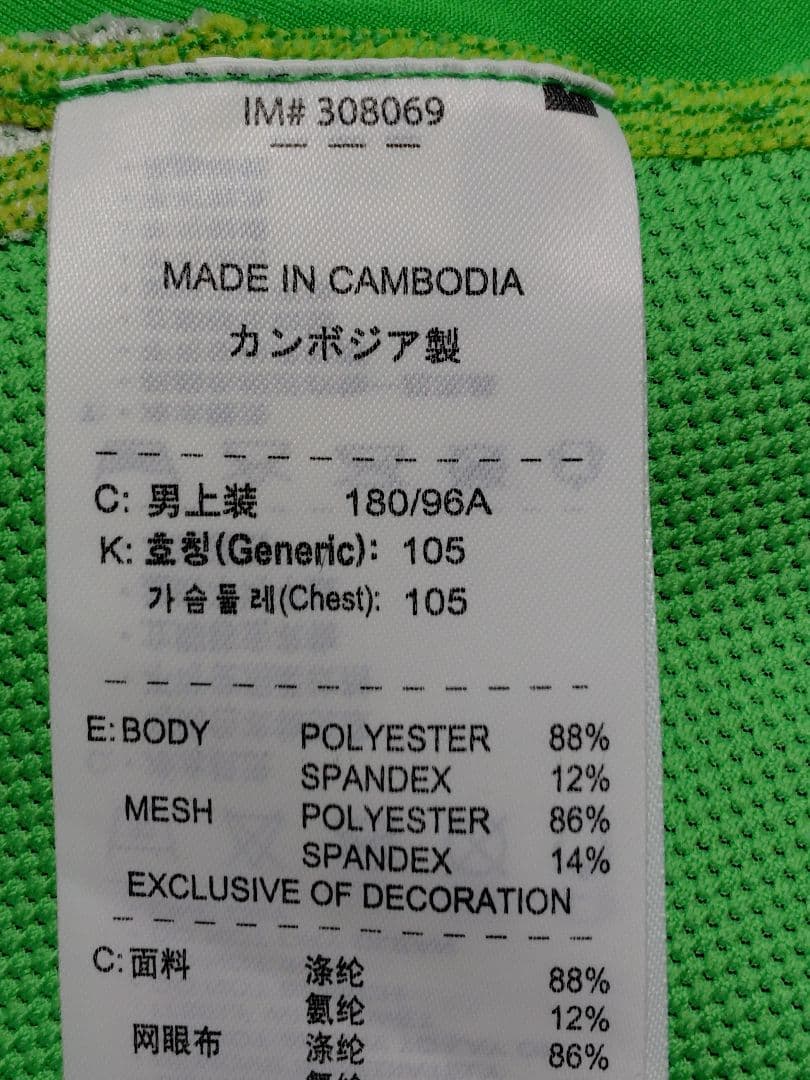 IM# 308069
MADE IN CAMBODIA
カンボジア製
C: 男上装 180/96A
K: 호칭(Generic): 105
가슴둘레(Chest): 105
E: BODY POLYESTER 88%
SPANDEX 12%
MESH POLYESTER 86%
SPANDEX 14%
EXCLUSIVE OF DECORATION
C: 面料 涤纶 88%
氨纶 12%
网眼布 涤纶 86%